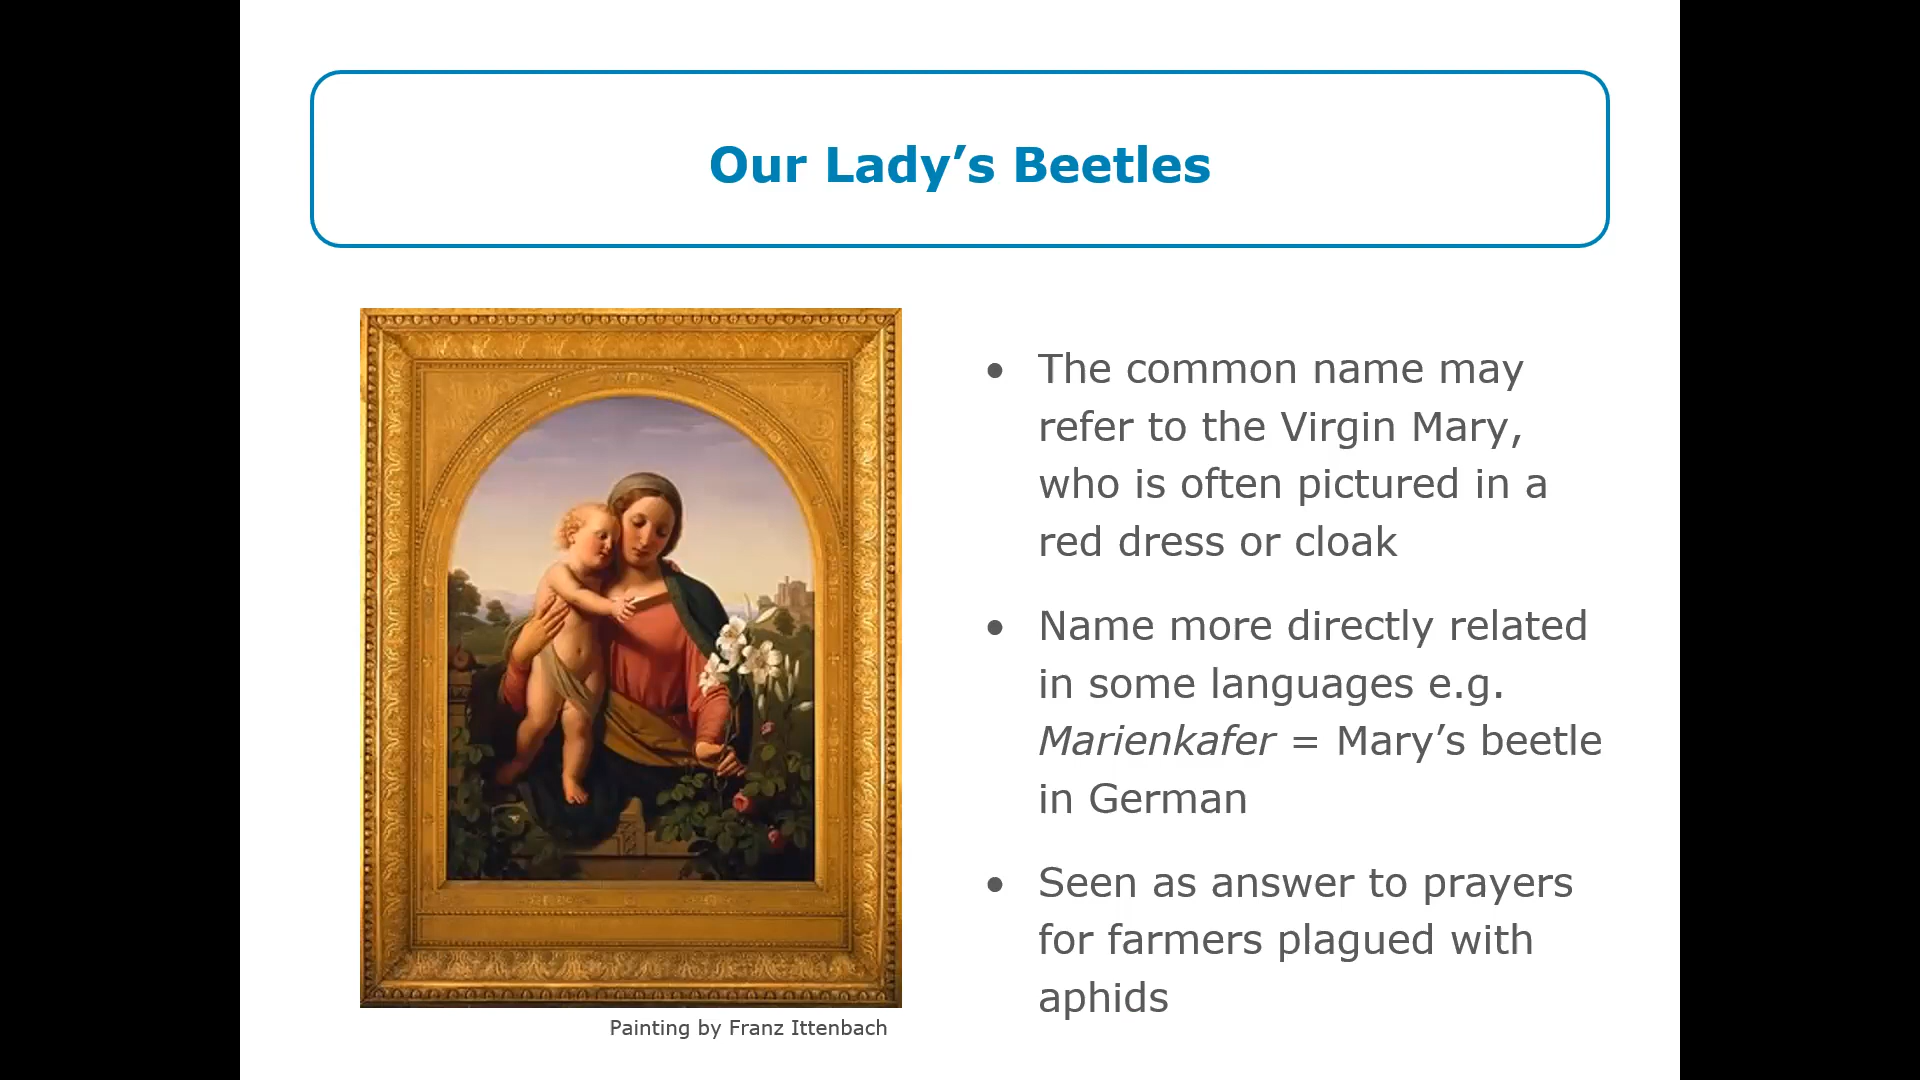 Our Lady’s Beetles
• The common name may
refer to the Virgin Mary,
who is often pictured in a
red dress or cloak
• Name more directly related
in some languages e.g.
Marienkafer = Mary’s beetle
in German
• Seen as answer to prayers
for farmers plagued with
aphids
Painting by Franz Ittenbach